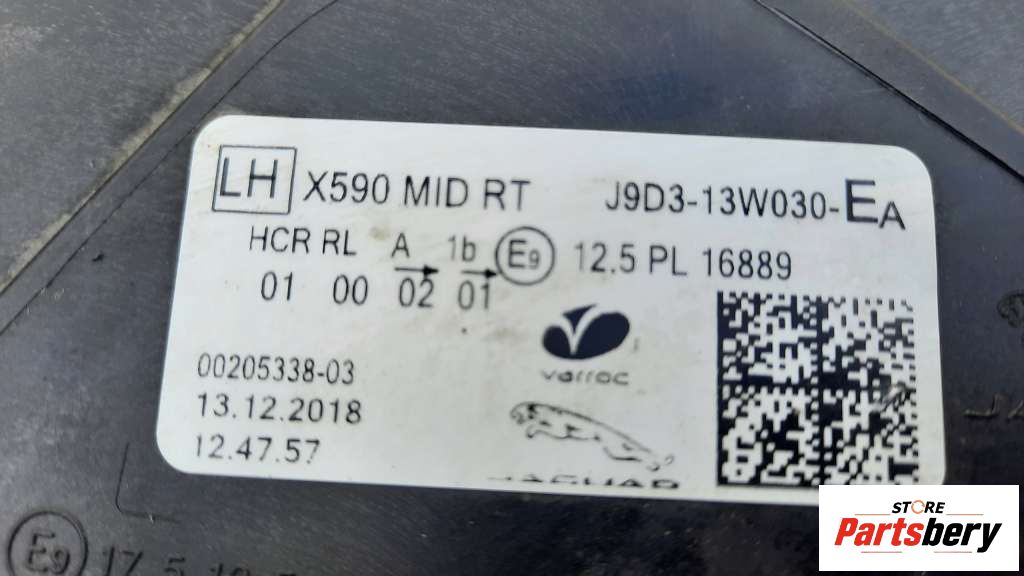 LH X590 MID RT J9D3-13W030-EA
HCR RL A 1b E9 12.5 PL 16889
01 00 02 01
varroc
00205338-03
13.12.2018
12.47.57
JAGUAR
E9
STORE
Partsbery